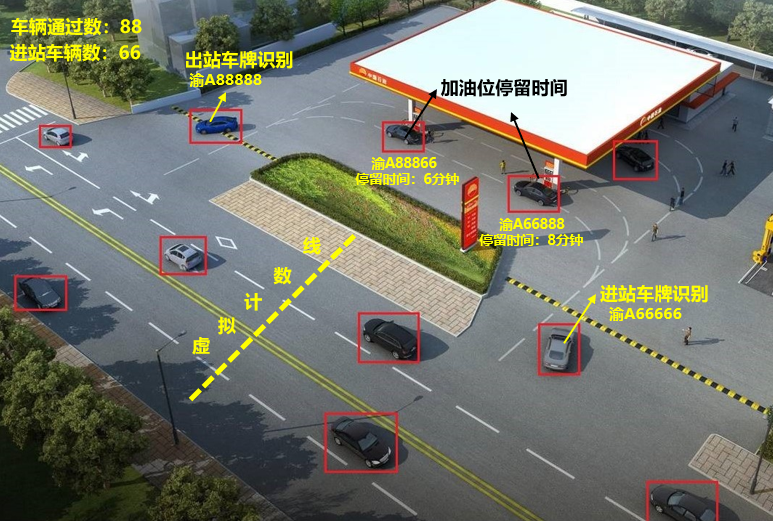 车辆通过数：88
进站车辆数：66
出站车牌识别
渝A88888
加油位停留时间
渝A88866
停留时间：6分钟
渝A66888
停留时间：8分钟
进站车牌识别
渝A66666
虚拟计数线